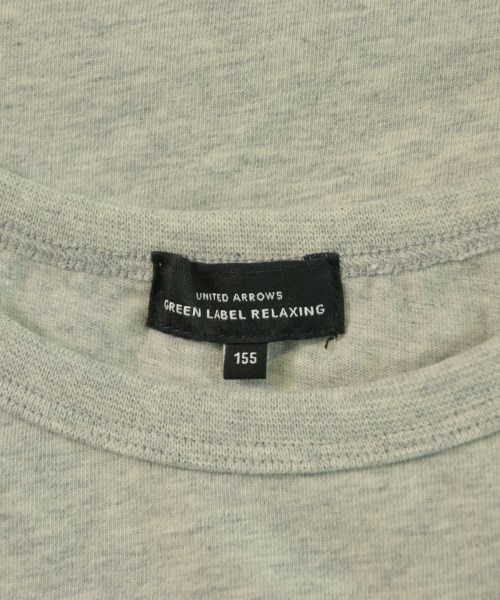 UNITED ARROWS
GREEN LABEL RELAXING
155